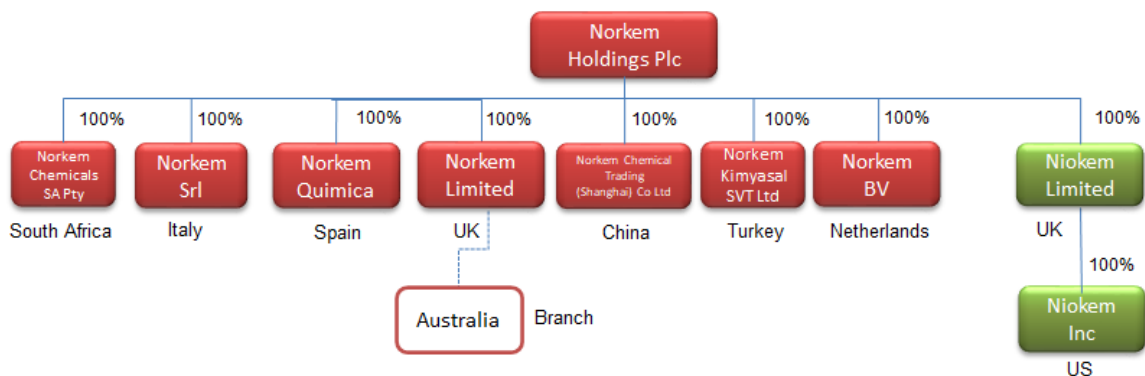 Norkem
Holdings Plc
100% 100% 100% 100% 100% 100% 100% 100%
Norkem
Chemicals
SA Pty
Norkem
Srl
Norkem
Quimica
Norkem
Limited
Norkem Chemical
Trading
(Shanghai) Co Ltd
Norkem
Kimyasal
SVT Ltd
Norkem
BV
Niokem
Limited
South Africa Italy Spain UK China Turkey Netherlands UK
100%
Australia Branch
Niokem
Inc
US